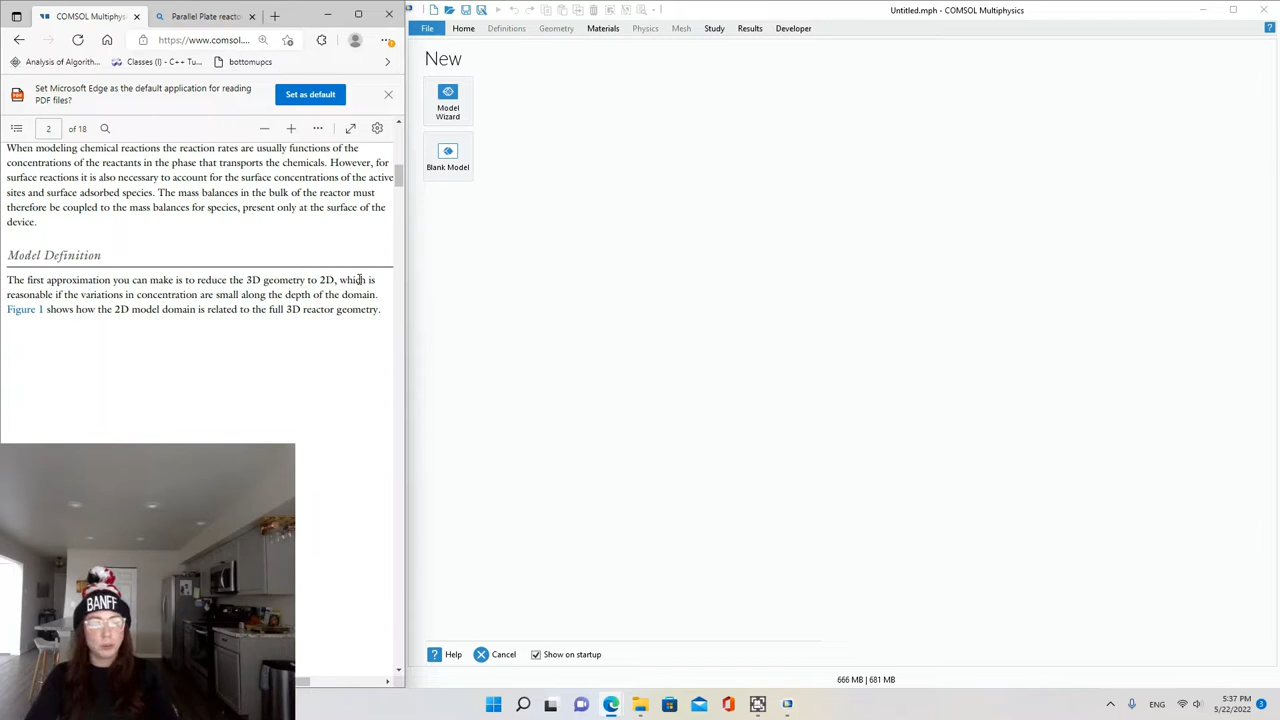 COMSOL Multiphys
Parallel Plate reacto
https://www.comsol.
Analysis of Algorith...
Classes (I) - C++ Tu...
bottomupcs
Set Microsoft Edge as the default application for reading
PDF files?
Set as default
2 of 18
When modeling chemical reactions the reaction rates are usually functions of the
concentrations of the reactants in the phase that transports the chemicals. However, for
surface reactions it is also necessary to account for the surface concentrations of the active
sites and surface adsorbed species. The mass balances in the bulk of the reactor must
therefore be coupled to the mass balances for species, present only at the surface of the
device.
Model Definition
The first approximation you can make is to reduce the 3D geometry to 2D, which is
reasonable if the variations in concentration are small along the depth of the domain.
Figure 1 shows how the 2D model domain is related to the full 3D reactor geometry.
BANFF
Untitled.mph - COMSOL Multiphysics
File Home Definitions Geometry Materials Physics Mesh Study Results Developer
New
Model
Wizard
Blank Model
Help
Cancel
Show on startup
666 MB | 681 MB
ENG
5:37 PM
5/22/2022
3